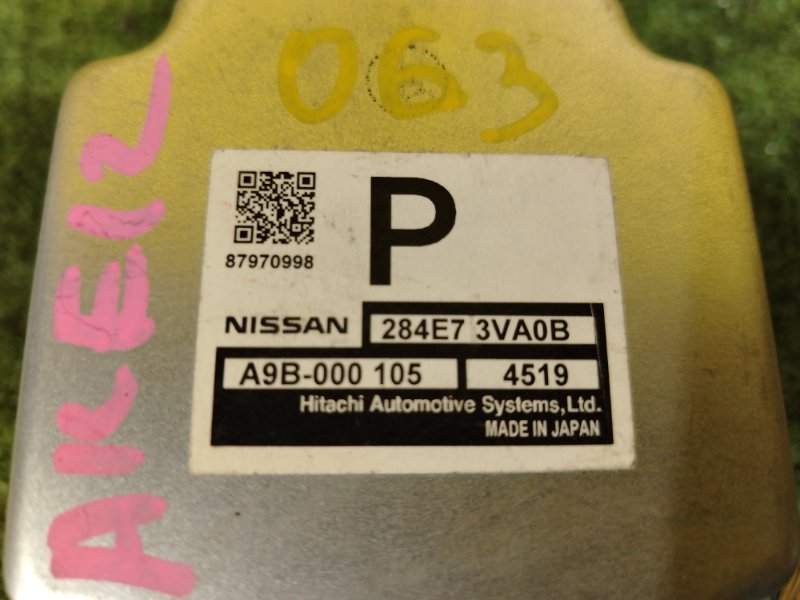 063
AKE12
P
87970998
NISSAN 284E7 3VA0B
A9B-000 105 4519
Hitachi Automotive Systems,Ltd.
MADE IN JAPAN